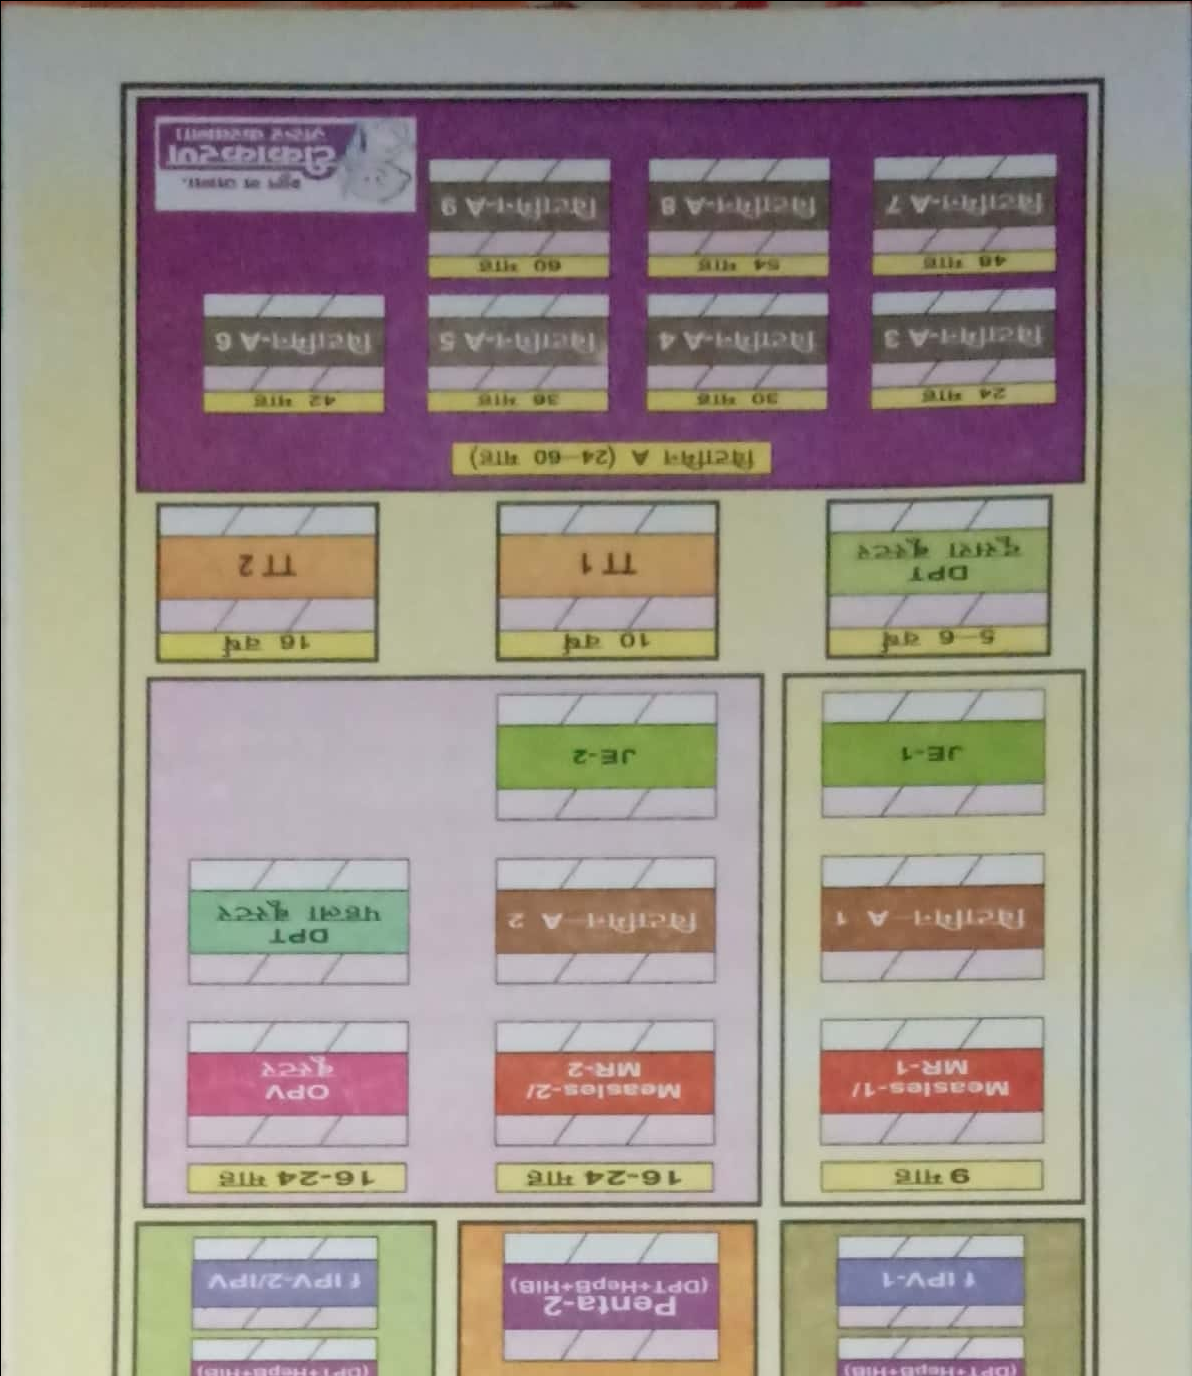 (DPT+HepB+HiB)
f IPV-1
Penta-2
(DPT+HepB+HiB)
(DPT+HepB+HiB)
f IPV-2/IPV
9 माह
Measles-1/
MR-1
विटामिन–A 1
JE-1
16-24 माह
Measles-2/
MR-2
विटामिन–A 2
JE-2
16-24 माह
OPV
बूस्टर
DPT
पहला बूस्टर
5–6 वर्ष
DPT
दूसरा बूस्टर
10 वर्ष
TT 1
16 वर्ष
TT 2
विटामिन A (24–60 माह)
24 माह
विटामिन-A 3
30 माह
विटामिन-A 4
36 माह
विटामिन-A 5
42 माह
विटामिन-A 6
48 माह
विटामिन-A 7
54 माह
विटामिन-A 8
60 माह
विटामिन-A 9
भूल न जाना,
टीकाकरण
ज़रूर करवाना!